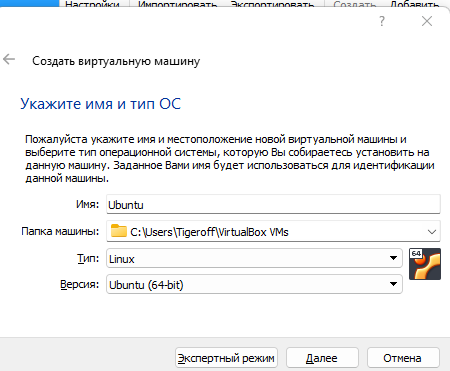 Настройки Импортировать Экспортировать Создать Добавить
?
Создать виртуальную машину
Укажите имя и тип ОС
Пожалуйста укажите имя и местоположение новой виртуальной машины и
выберите тип операционной системы, которую Вы собираетесь установить на
данную машину. Заданное Вами имя будет использоваться для идентификации
данной машины.
Имя: Ubuntu
Папка машины: C:\Users\Tigeroff\VirtualBox VMs
Тип: Linux
64
Версия: Ubuntu (64-bit)
Экспертный режим Далее Отмена